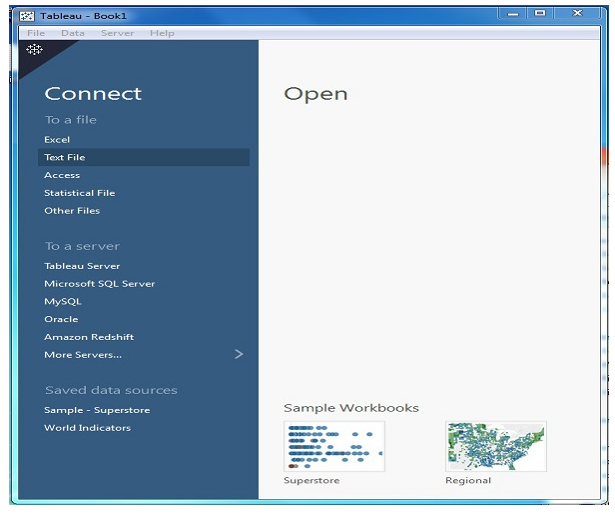 Tableau - Book1
File Data Server Help
Connect
To a file
Excel
Text File
Access
Statistical File
Other Files
To a server
Tableau Server
Microsoft SQL Server
MySQL
Oracle
Amazon Redshift
More Servers...
Saved data sources
Sample - Superstore
World Indicators
Open
Sample Workbooks
Superstore Regional